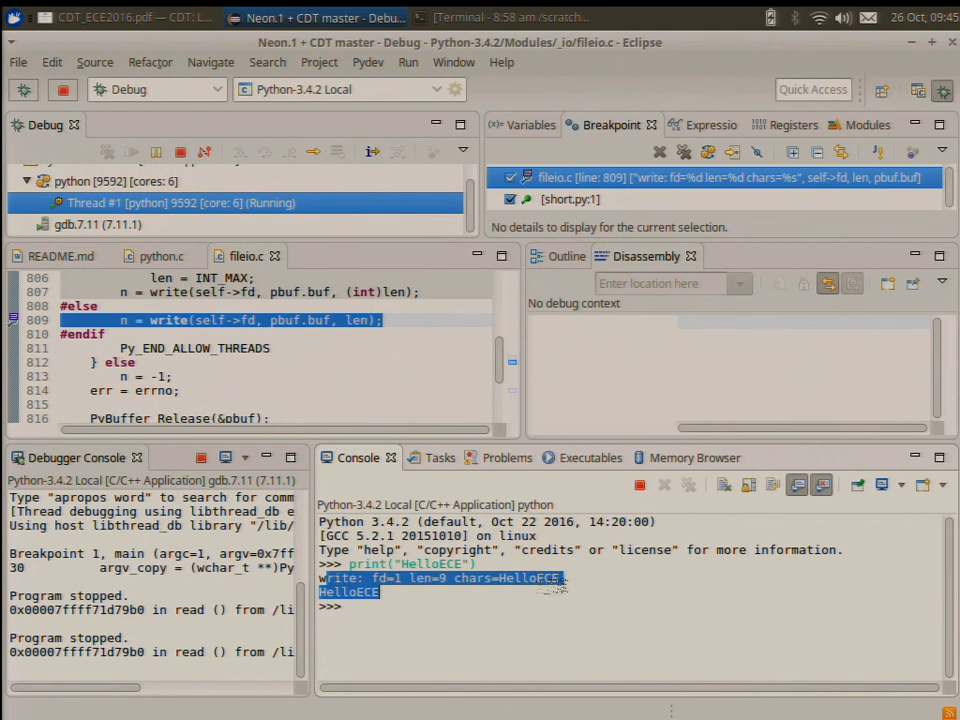 CDT_ECE2016.pdf — CDT: L...
Neon.1 + CDT master - Debu...
[Terminal - 8:58 am /scratch...
26 Oct, 09:45
Neon.1 + CDT master - Debug - Python-3.4.2/Modules/_io/fileio.c - Eclipse
File Edit Source Refactor Navigate Search Project Pydev Run Window Help
Debug
Python-3.4.2 Local
Quick Access
Debug
python [9592] [cores: 6]
Thread #1 [python] 9592 [core: 6] (Running)
gdb.7.11 (7.11.1)
(x)= Variables Breakpoint Expressio Registers Modules
fileio.c [line: 809] ["write: fd=%d len=%d chars=%s", self->fd, len, pbuf.buf]
[short.py:1]
No details to display for the current selection.
README.md python.c fileio.c
806 len = INT_MAX;
807 n = write(self->fd, pbuf.buf, (int)len);
808 #else
809 n = write(self->fd, pbuf.buf, len);
810 #endif
811 Py_END_ALLOW_THREADS
812 } else
813 n = -1;
814 err = errno;
815
816 PyBuffer_Release(&pbuf);
Outline Disassembly
Enter location here
No debug context
Debugger Console
Python-3.4.2 Local [C/C++ Application] gdb.7.11 (7.11.1)
Type "apropos word" to search for comm
[Thread debugging using libthread_db e
Using host libthread_db library "/lib/
Breakpoint 1, main (argc=1, argv=0x7ff
30 argv_copy = (wchar_t **)Py
Program stopped.
0x00007ffff71d79b0 in read () from /li
Program stopped.
0x00007ffff71d79b0 in read () from /li
Console Tasks Problems Executables Memory Browser
Python-3.4.2 Local [C/C++ Application] python
Python 3.4.2 (default, Oct 22 2016, 14:20:00)
[GCC 5.2.1 20151010] on linux
Type "help", "copyright", "credits" or "license" for more information.
>>> print("HelloECE")
write: fd=1 len=9 chars=HelloECE
HelloECE
>>>